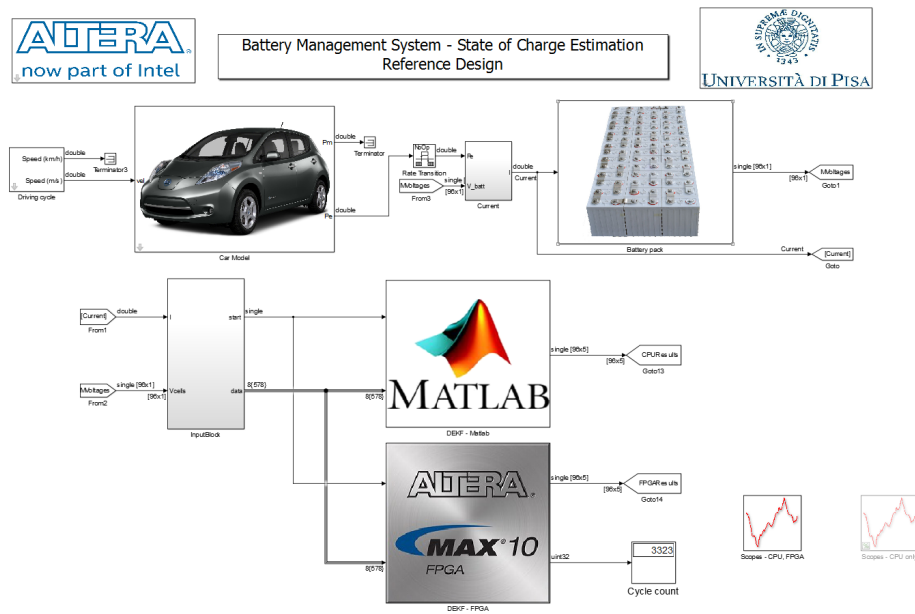 ALTERA®
now part of Intel
Battery Management System - State of Charge Estimation
Reference Design
IN SUPREMÆ DIGNITATIS
1343
UNIVERSITÀ DI PISA
Speed (km/h)
double
Terminator3
Speed (m/s)
double
Driving cycle
vel
Pm
double
Terminator
Pe
double
Car Model
NoOp
Rate Transition
double
Mvoltages
From3
single
[96x1]
Pe
V_batt
I
Current
double
Current
Battery pack
single [96x1]
[96x1]
Mvoltages
Goto1
Current
[Current]
Goto
[Current]
From1
double
Mvoltages
From2
single [96x1]
[96x1]
I
Vcells
start
data
InputBlock
single
8{578}
8{578}
MATLAB
DEKF - Matlab
single [96x5]
[96x5]
CPUResults
Goto13
ALTERA®
MAX® 10
FPGA
8{578}
DEKF - FPGA
single [96x5]
[96x5]
FPGAResults
Goto14
uint32
3323
Cycle count
Scopes - CPU, FPGA
Scopes - CPU onl